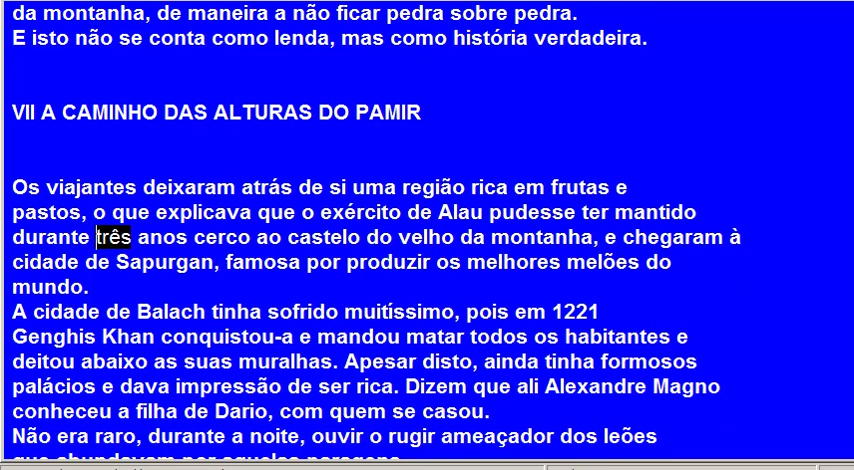 da montanha, de maneira a não ficar pedra sobre pedra.
E isto não se conta como lenda, mas como história verdadeira.
VII A CAMINHO DAS ALTURAS DO PAMIR
Os viajantes deixaram atrás de si uma região rica em frutas e
pastos, o que explicava que o exército de Alau pudesse ter mantido
durante três anos cerco ao castelo do velho da montanha, e chegaram à
cidade de Sapurgan, famosa por produzir os melhores melões do
mundo.
A cidade de Balach tinha sofrido muitíssimo, pois em 1221
Genghis Khan conquistou-a e mandou matar todos os habitantes e
deitou abaixo as suas muralhas. Apesar disto, ainda tinha formosos
palácios e dava impressão de ser rica. Dizem que ali Alexandre Magno
conheceu a filha de Dario, com quem se casou.
Não era raro, durante a noite, ouvir o rugir ameaçador dos leões
que abundavam por aquelas paragens